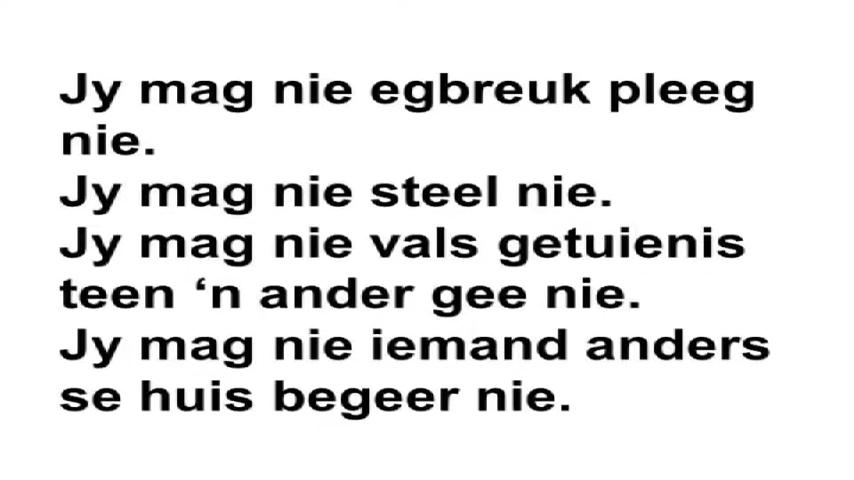 Jy mag nie egbreuk pleeg
nie.
Jy mag nie steel nie.
Jy mag nie vals getuienis
teen ‘n ander gee nie.
Jy mag nie iemand anders
se huis begeer nie.